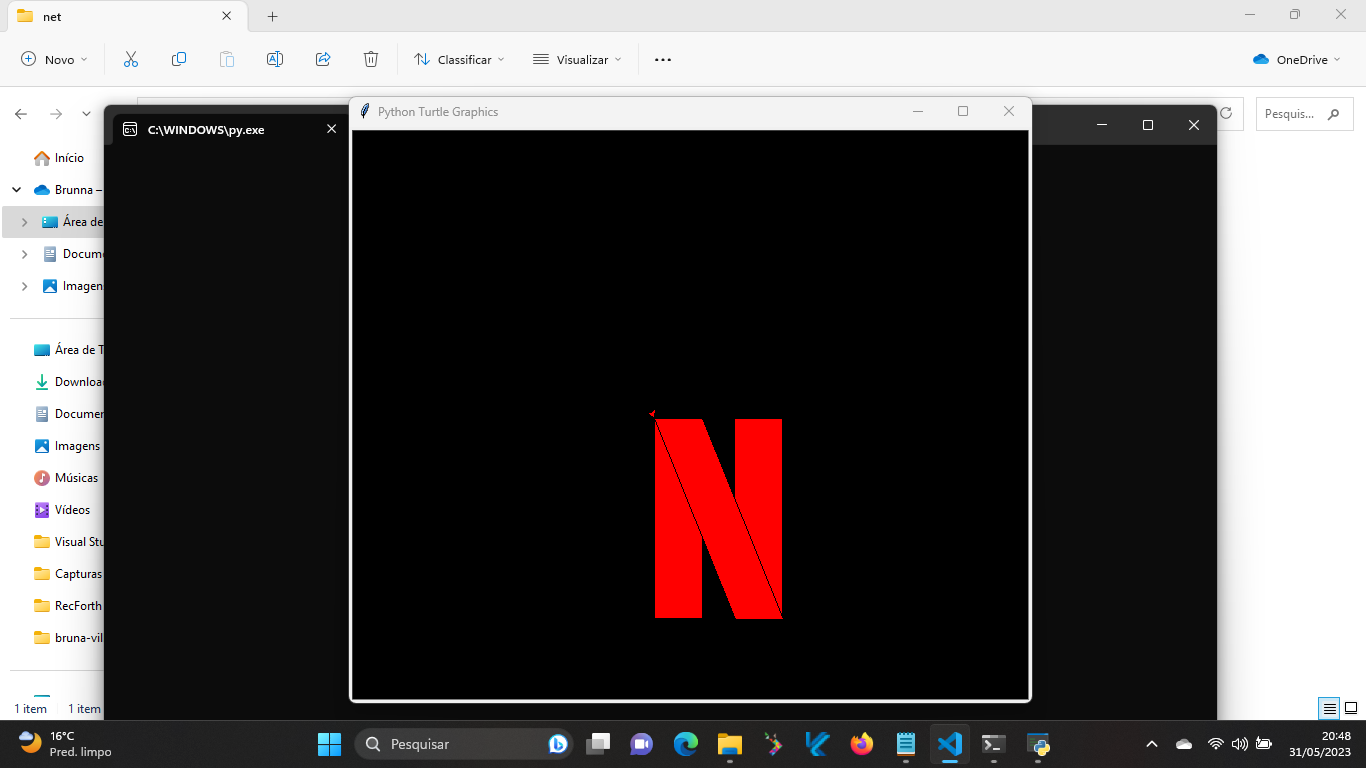 net
Novo
Classificar
Visualizar
OneDrive
C:\WINDOWS\py.exe
Python Turtle Graphics
Pesquis...
Início
Brunna –
Área de
Docume
Imagen
Área de T
Downloa
Documen
Imagens
Músicas
Vídeos
Visual Stu
Capturas
RecForth
bruna-vil
N
1 item
1 item
16°C
Pred. limpo
Pesquisar
20:48
31/05/2023